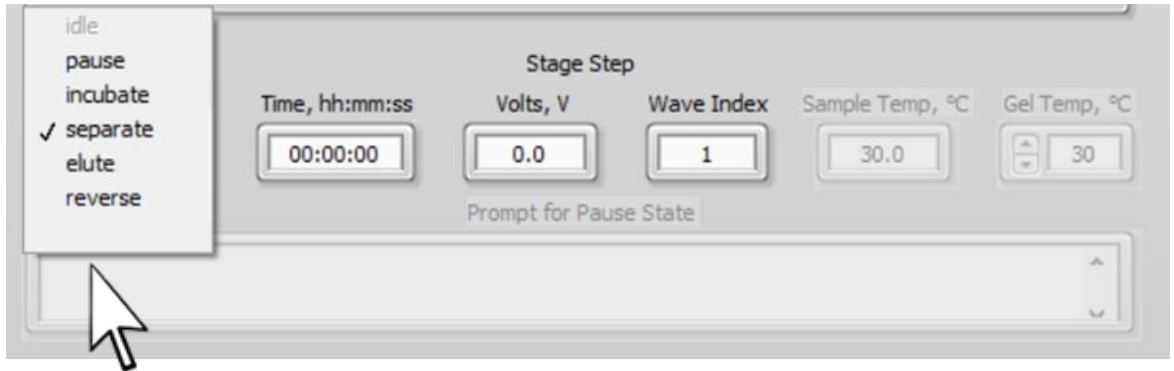 idle
pause
incubate
✓ separate
elute
reverse
Stage Step
Time, hh:mm:ss Volts, V Wave Index Sample Temp, °C Gel Temp, °C
00:00:00 0.0 1 30.0 30
Prompt for Pause State